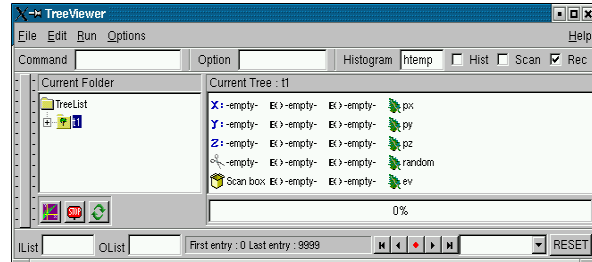 TreeViewer
File Edit Run Options Help
Command Option Histogram htemp Hist Scan Rec
Current Folder Current Tree : t1
TreeList X: -empty- E() -empty- E() -empty- px
t1 Y: -empty- E() -empty- E() -empty- py
Z: -empty- E() -empty- E() -empty- pz
-empty- E() -empty- E() -empty- random
Scan box E() -empty- E() -empty- ev
STOP 0%
IList OList First entry : 0 Last entry : 9999 RESET